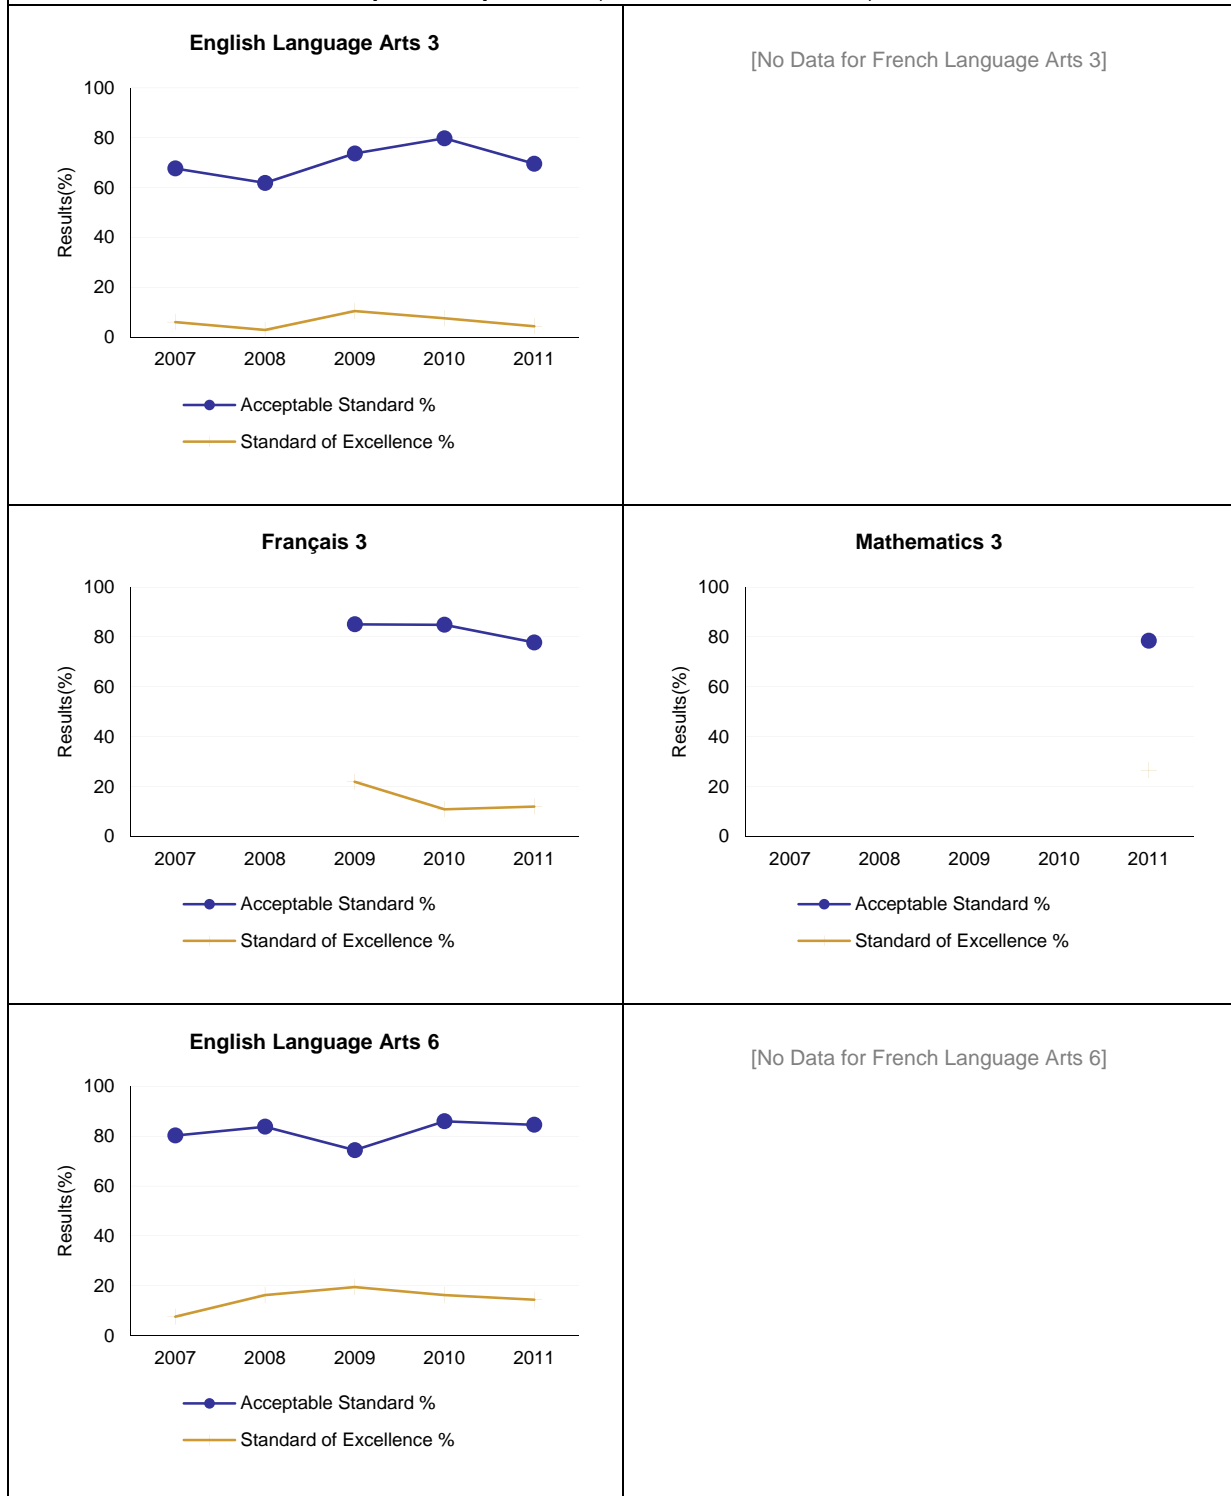 English Language Arts 3
100
80
60
40
20
0
Results(%)
2007 2008 2009 2010 2011
Acceptable Standard %
Standard of Excellence %
[No Data for French Language Arts 3]
Français 3
100
80
60
40
20
0
Results(%)
2007 2008 2009 2010 2011
Acceptable Standard %
Standard of Excellence %
Mathematics 3
100
80
60
40
20
0
Results(%)
2007 2008 2009 2010 2011
Acceptable Standard %
Standard of Excellence %
English Language Arts 6
100
80
60
40
20
0
Results(%)
2007 2008 2009 2010 2011
Acceptable Standard %
Standard of Excellence %
[No Data for French Language Arts 6]